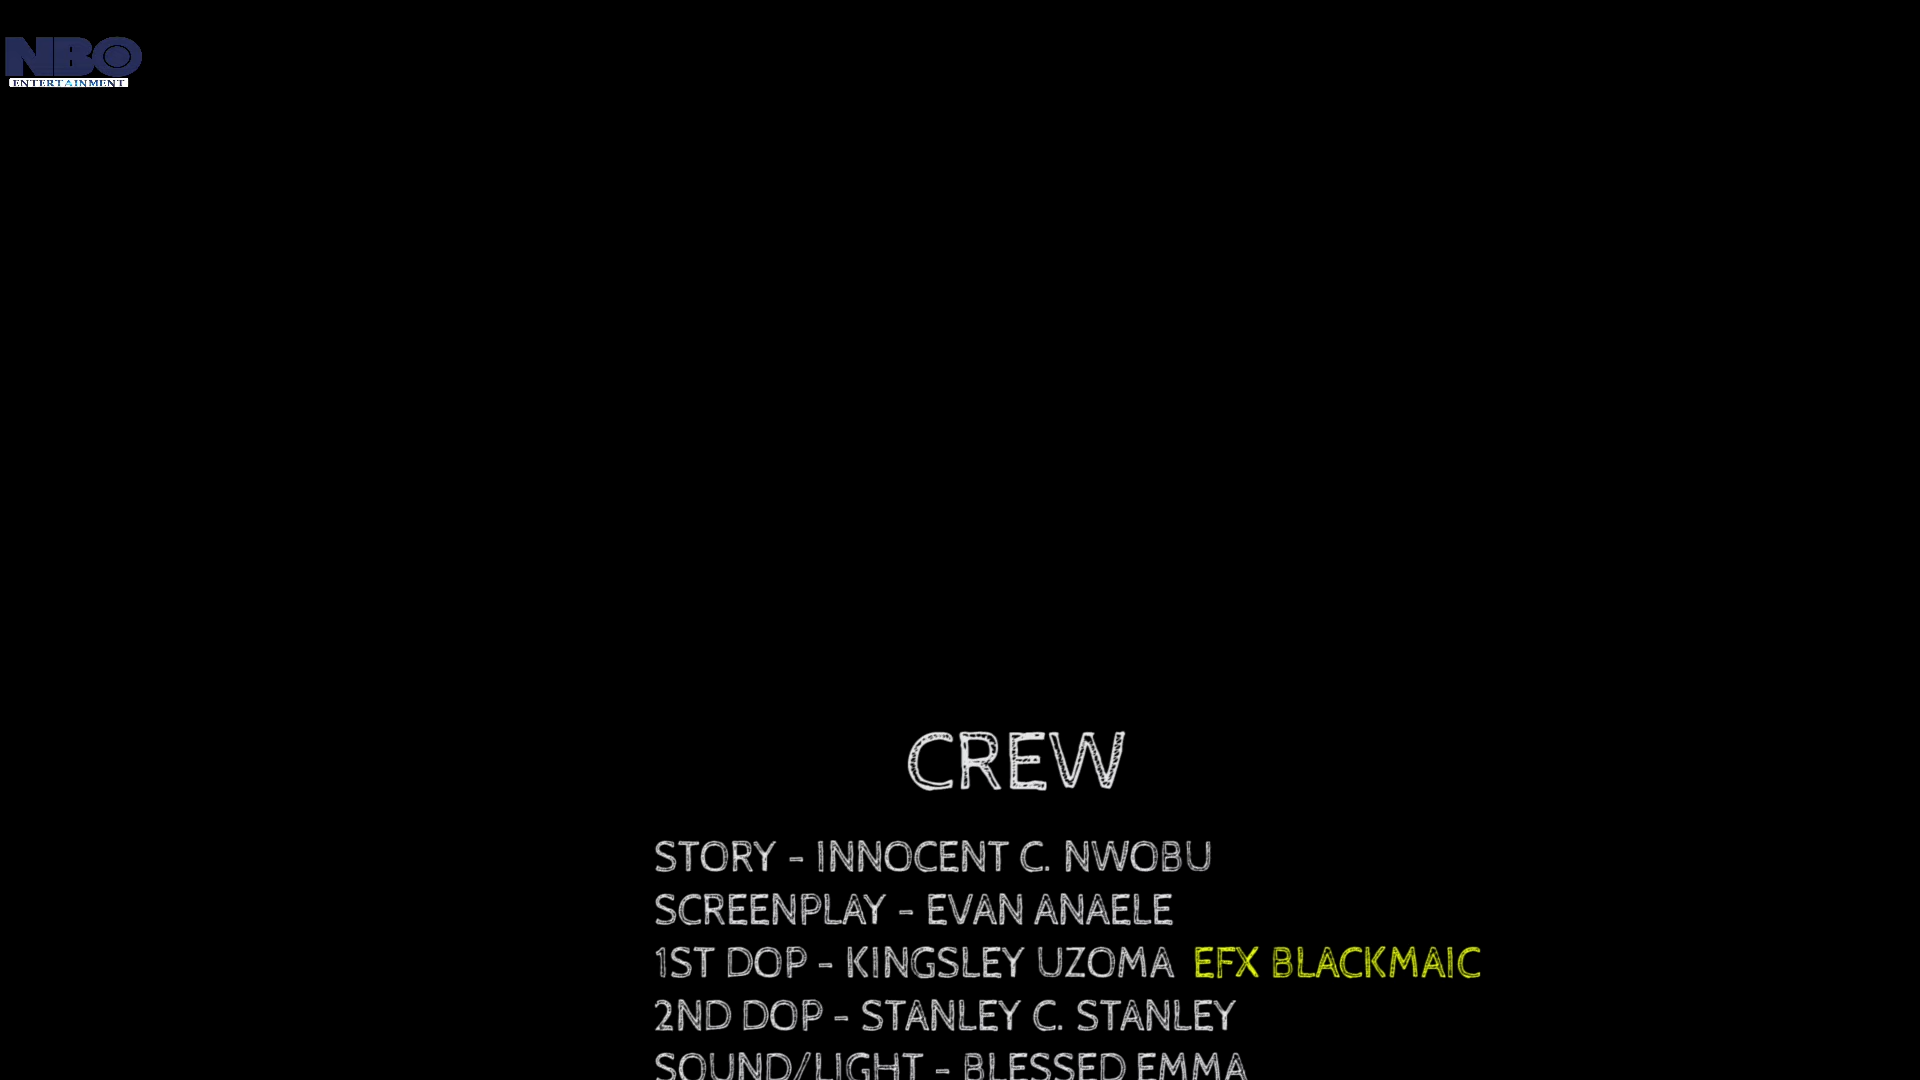 NBO
ENTERTAINMENT
CREW
STORY - INNOCENT C. NWOBU
SCREENPLAY - EVAN ANAELE
1ST DOP - KINGSLEY UZOMA EFX BLACKMAIC
2ND DOP - STANLEY C. STANLEY
SOUND/LIGHT - BLESSED EMMA